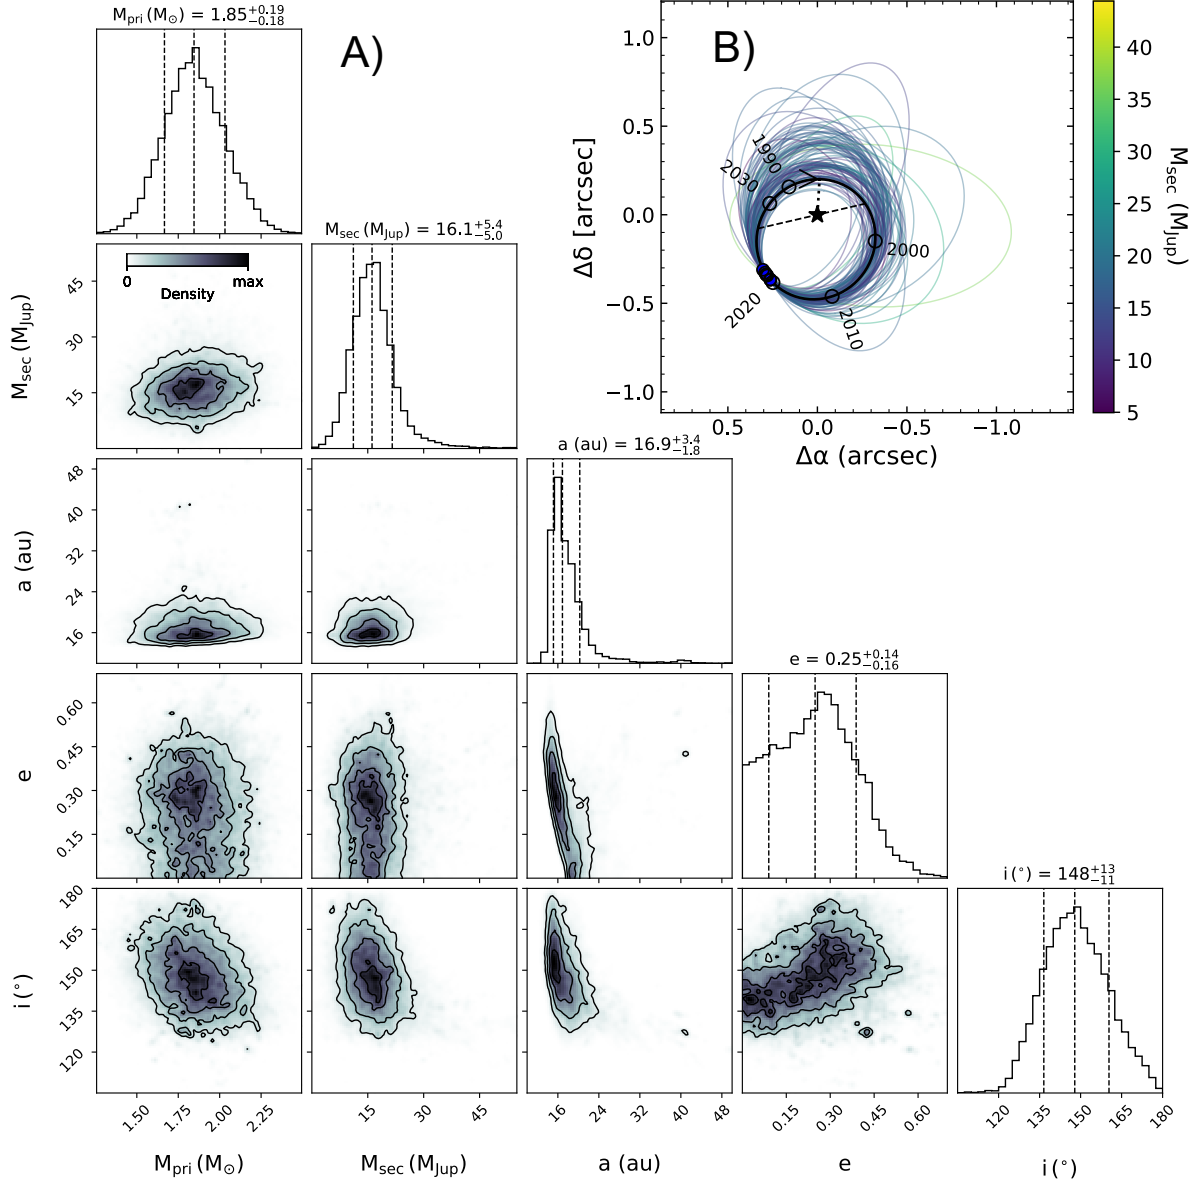 M_pri (M_⊙) = 1.85^{+0.19}_{-0.18}
A)
B)
1.0
0.5
0.0
−0.5
−1.0
Δδ [arcsec]
0.5 0.0 −0.5 −1.0
Δα (arcsec)
1990
2030
2000
2020
2010
40
35
30
25
20
15
10
5
M_sec (M_Jup)
M_sec (M_Jup) = 16.1^{+5.4}_{-5.0}
0 max
Density
45
30
15
M_sec (M_Jup)
a (au) = 16.9^{+3.4}_{-1.8}
48
40
32
24
16
a (au)
e = 0.25^{+0.14}_{-0.16}
0.60
0.45
0.30
0.15
e
i (°) = 148^{+13}_{-11}
180
165
150
135
120
i (°)
1.50 1.75 2.00 2.25
15 30 45
16 24 32 40 48
0.15 0.30 0.45 0.60
120 135 150 165 180
M_pri (M_⊙)
M_sec (M_Jup)
a (au)
e
i (°)